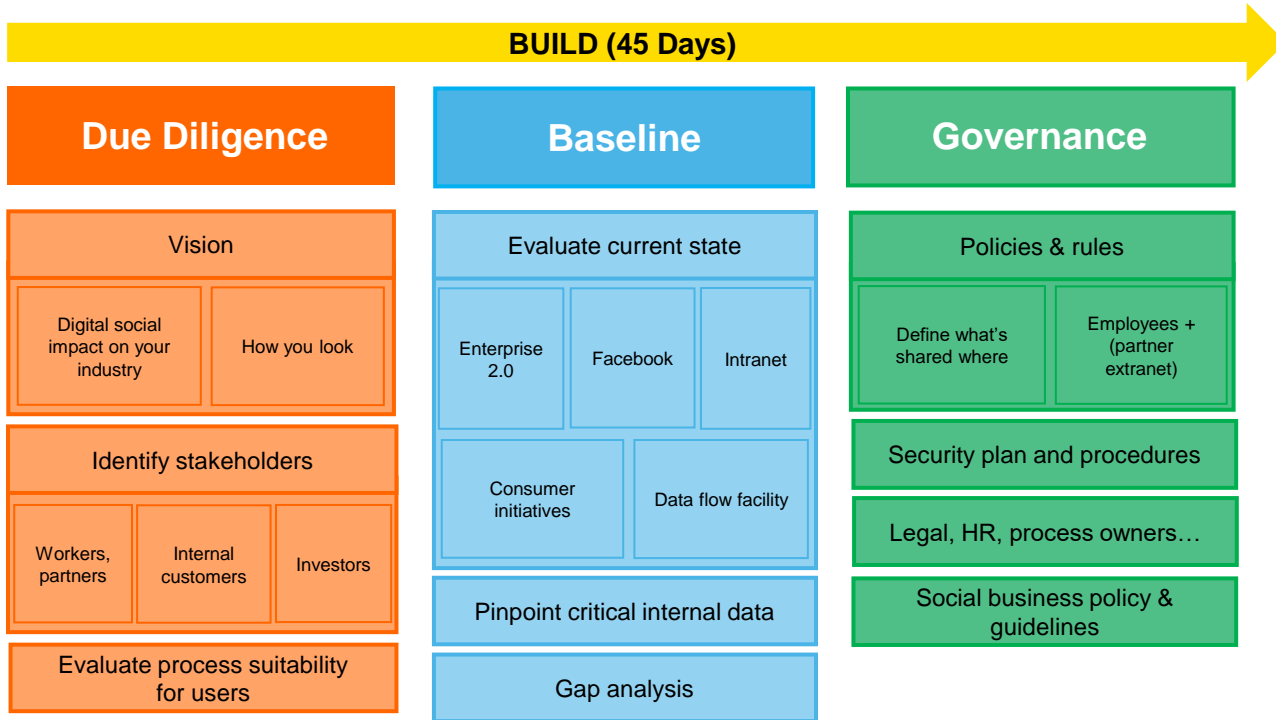 BUILD (45 Days)
Due Diligence
Baseline
Governance
Vision
Digital social
impact on your
industry
How you look
Identify stakeholders
Workers,
partners
Internal
customers
Investors
Evaluate process suitability
for users
Evaluate current state
Enterprise
2.0
Facebook
Intranet
Consumer
initiatives
Data flow facility
Pinpoint critical internal data
Gap analysis
Policies & rules
Define what's
shared where
Employees +
(partner
extranet)
Security plan and procedures
Legal, HR, process owners…
Social business policy &
guidelines